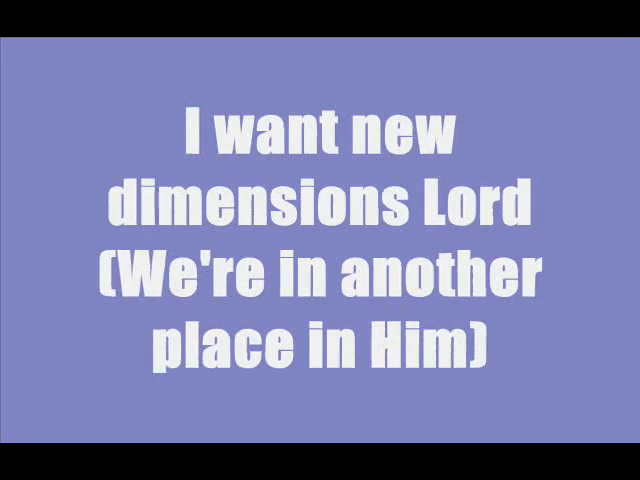 I want new
dimensions Lord
(We're in another
place in Him)